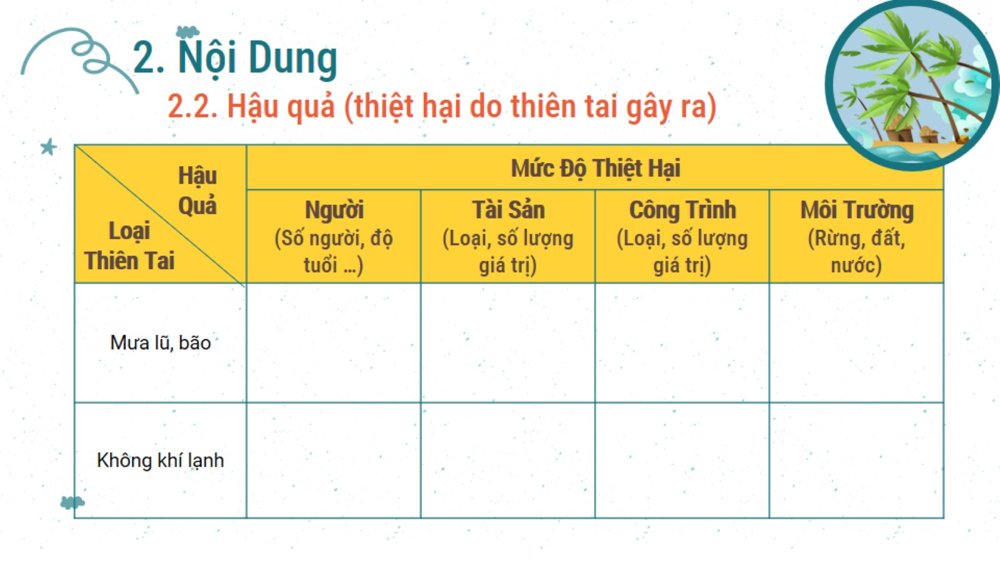 2. Nội Dung
2.2. Hậu quả (thiệt hại do thiên tai gây ra)
Hậu
Quả
Loại
Thiên Tai
Mức Độ Thiệt Hại
Người
(Số người, độ
tuổi ...)
Tài Sản
(Loại, số lượng
giá trị)
Công Trình
(Loại, số lượng
giá trị)
Môi Trường
(Rừng, đất,
nước)
Mưa lũ, bão
Không khí lạnh